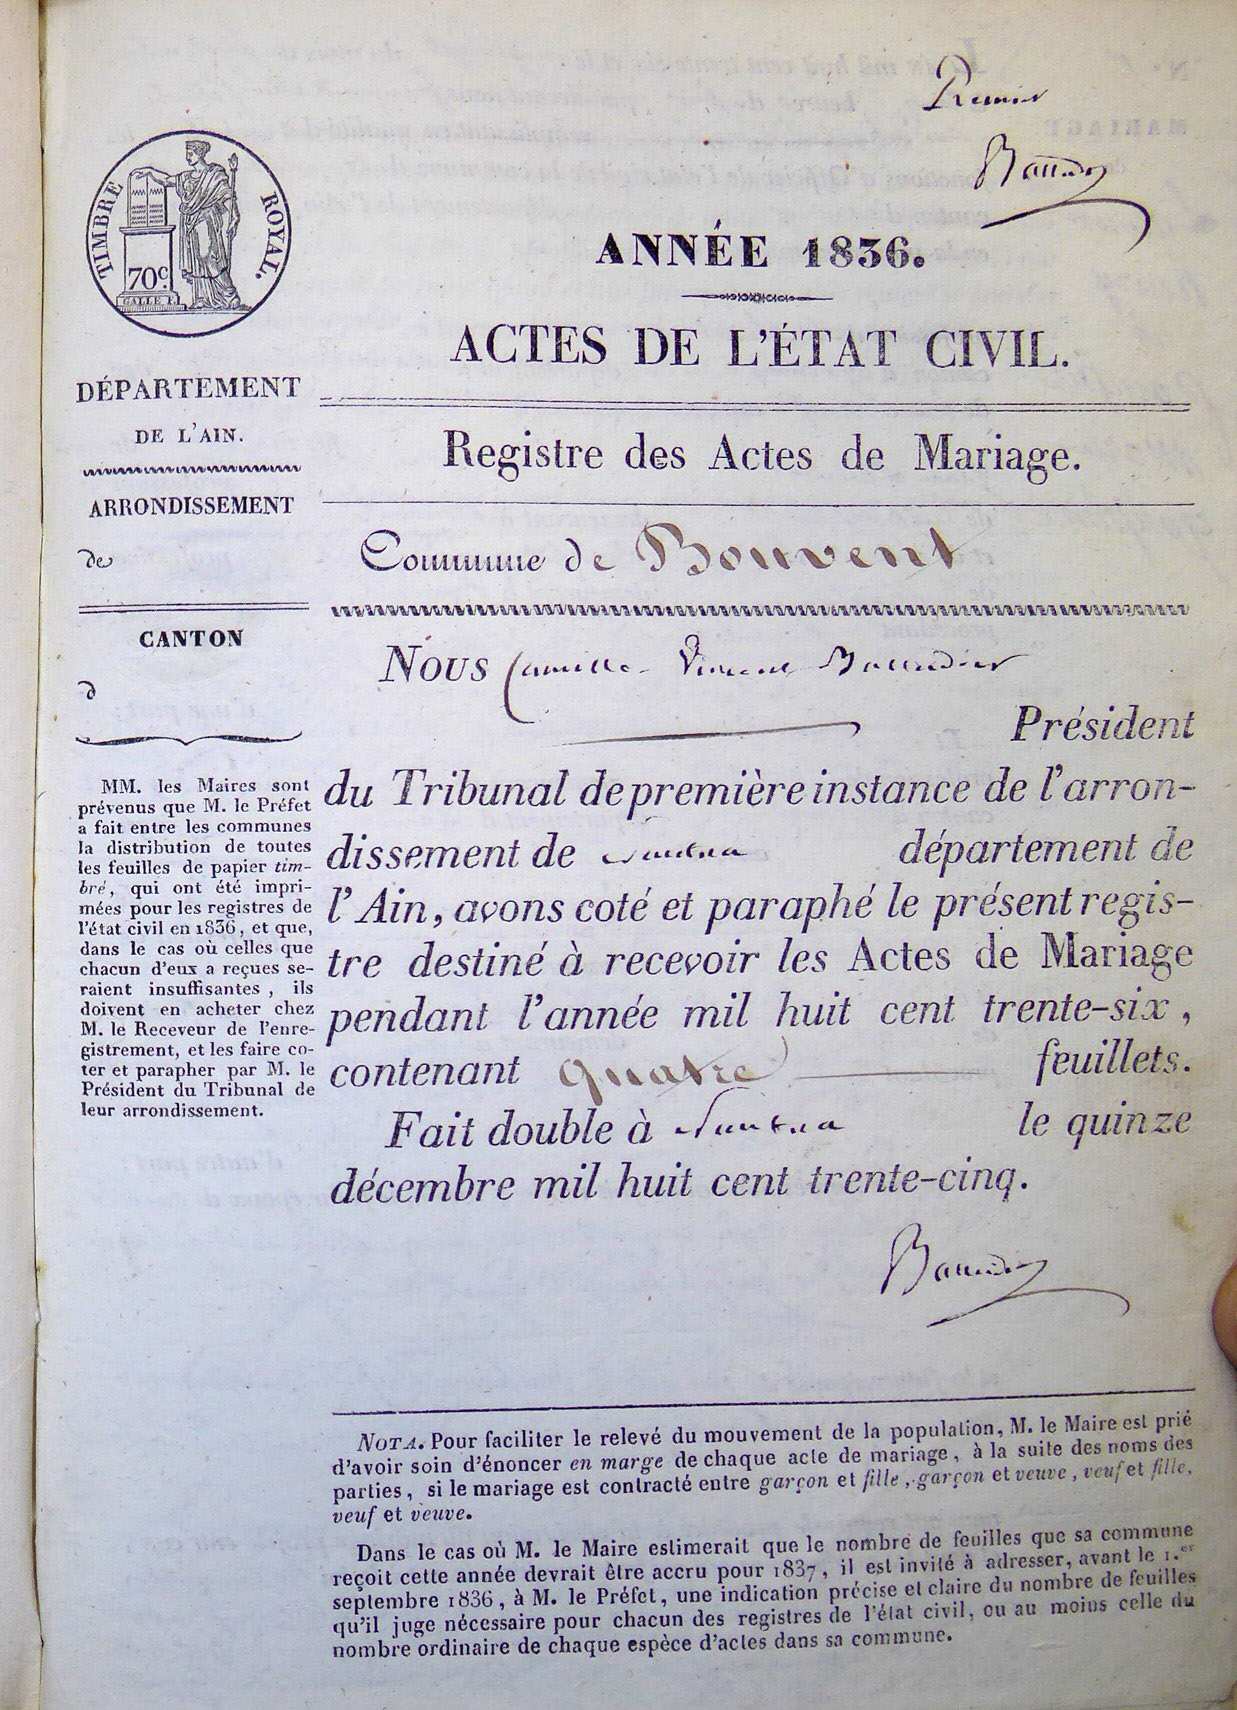 Premier
TIMBRE ROYAL.
70c.
ANNÉE 1836.
ACTES DE L'ÉTAT CIVIL.
DÉPARTEMENT
DE L'AIN.
ARRONDISSEMENT
de
CANTON
d
MM. les Maires sont
prévenus que M. le Préfet
a fait entre les communes
la distribution de toutes
les feuilles de papier tim-
bré, qui ont été impri-
mées pour les registres de
l'état civil en 1836, et que,
dans le cas où celles que
chacun d'eux a reçues se-
raient insuffisantes, ils
doivent en acheter chez
M. le Receveur de l'enre-
gistrement, et les faire co-
ter et parapher par M. le
Président du Tribunal de
leur arrondissement.
Registre des Actes de Mariage.
Commune de Bouvent
Nous Camille Vincent
Président
du Tribunal de première instance de l'arron-
dissement de Nantua département de
l'Ain, avons coté et paraphé le présent regis-
tre destiné à recevoir les Actes de Mariage
pendant l'année mil huit cent trente-six,
contenant quatre feuillets.
Fait double à Nantua le quinze
décembre mil huit cent trente-cinq.
NOTA. Pour faciliter le relevé du mouvement de la population, M. le Maire est prié
d'avoir soin d'énoncer en marge de chaque acte de mariage, à la suite des noms des
parties, si le mariage est contracté entre garçon et fille, garçon et veuve, veuf et fille,
veuf et veuve.
Dans le cas où M. le Maire estimerait que le nombre de feuilles que sa commune
reçoit cette année devrait être accru pour 1837, il est invité à adresser, avant le 1.er
septembre 1836, à M. le Préfet, une indication précise et claire du nombre de feuilles
qu'il juge nécessaire pour chacun des registres de l'état civil, ou au moins celle du
nombre ordinaire de chaque espèce d'actes dans sa commune.